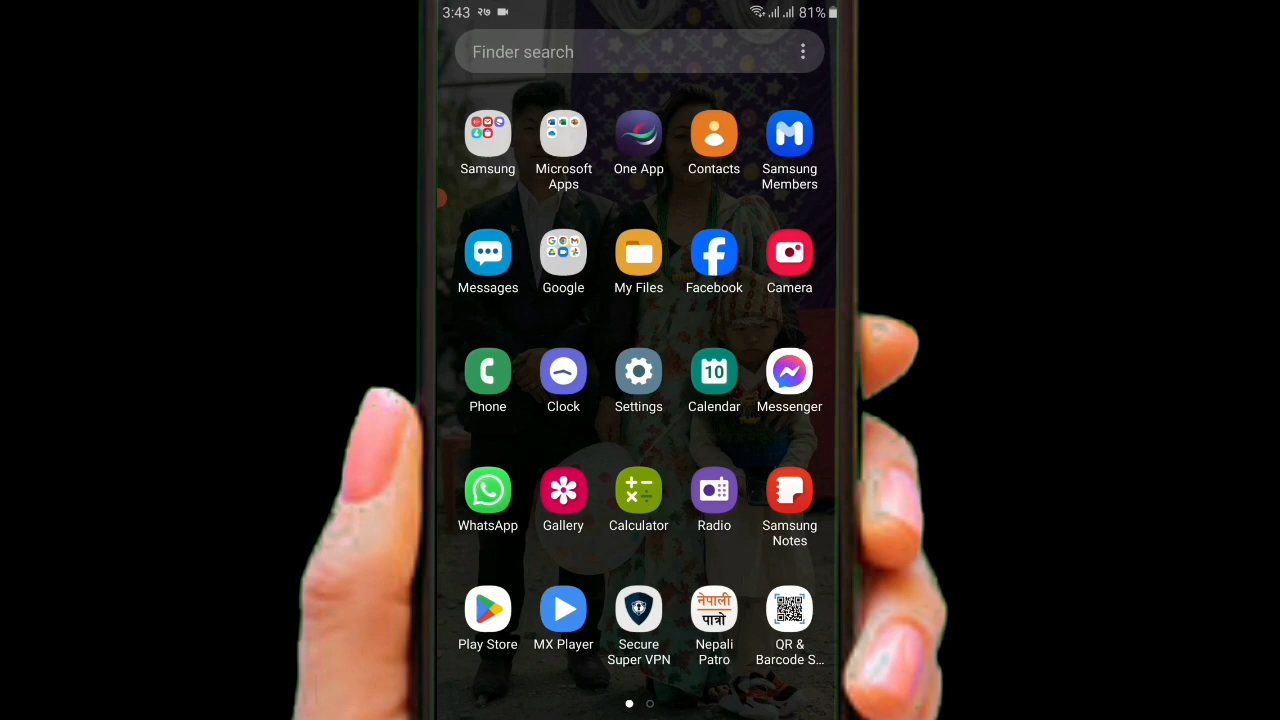 3:43 २७ 81%
Finder search
Samsung
Microsoft Apps
One App
Contacts
Samsung Members
Messages
Google
My Files
Facebook
Camera
Phone
Clock
Settings
10
Calendar
Messenger
WhatsApp
Gallery
Calculator
Radio
Samsung Notes
Play Store
MX Player
Secure Super VPN
नेपाली
पात्रो
Nepali Patro
QR & Barcode S...